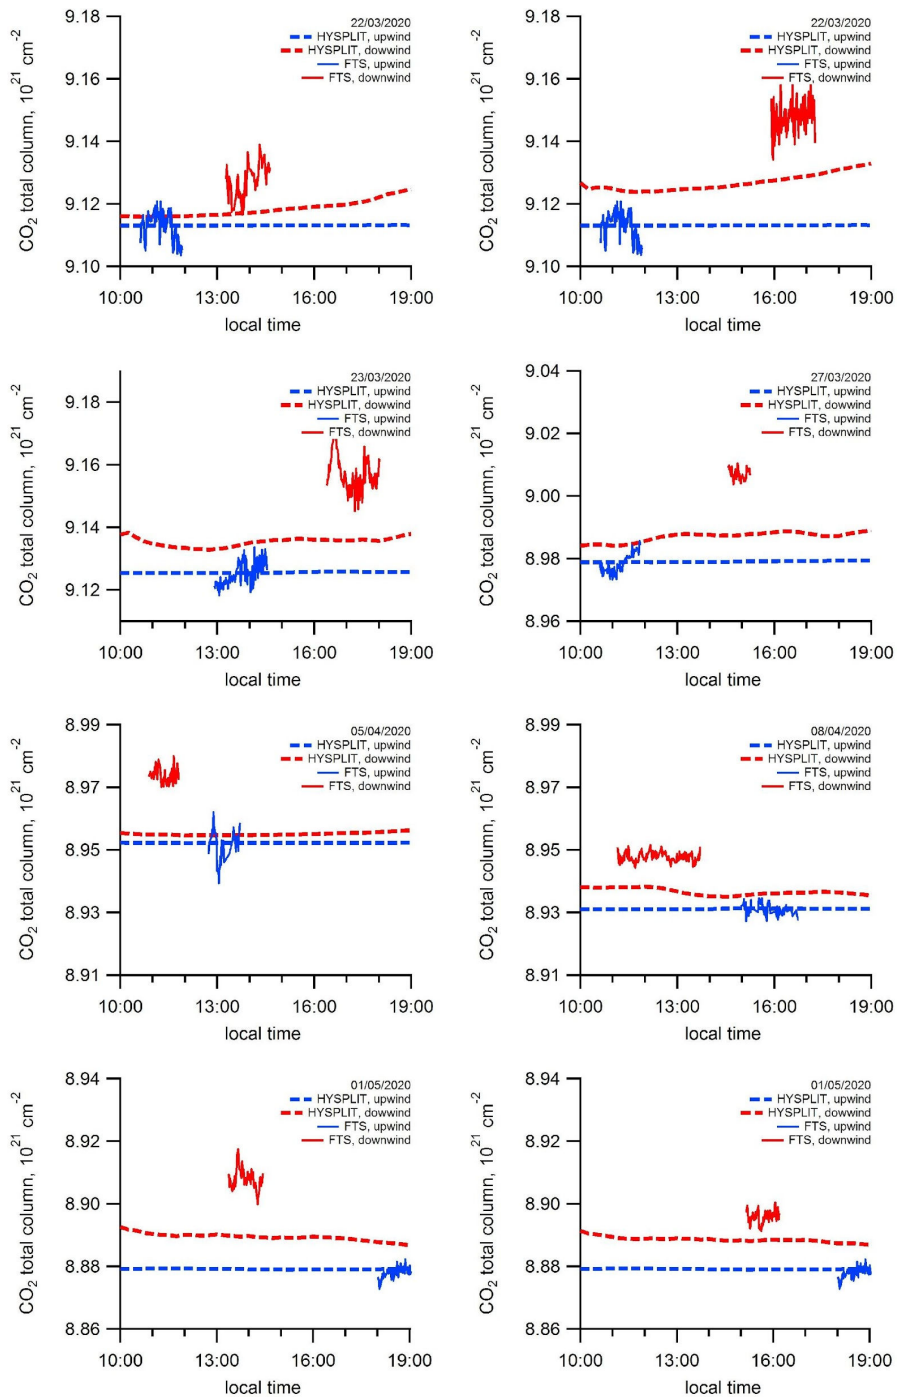 9.18
9.16
9.14
9.12
9.10
CO2 total column, 10^21 cm^-2
22/03/2020
HYSPLIT, upwind
HYSPLIT, dowwind
FTS, upwind
FTS, downwind
10:00 13:00 16:00 19:00
local time
9.18
9.16
9.14
9.12
9.10
CO2 total column, 10^21 cm^-2
22/03/2020
HYSPLIT, upwind
HYSPLIT, dowwind
FTS, upwind
FTS, downwind
10:00 13:00 16:00 19:00
local time
9.18
9.16
9.14
9.12
CO2 total column, 10^21 cm^-2
23/03/2020
HYSPLIT, upwind
HYSPLIT, dowwind
FTS, upwind
FTS, downwind
10:00 13:00 16:00 19:00
local time
9.04
9.02
9.00
8.98
8.96
CO2 total column, 10^21 cm^-2
27/03/2020
HYSPLIT, upwind
HYSPLIT, dowwind
FTS, upwind
FTS, downwind
10:00 13:00 16:00 19:00
local time
8.99
8.97
8.95
8.93
8.91
CO2 total column, 10^21 cm^-2
05/04/2020
HYSPLIT, upwind
HYSPLIT, dowwind
FTS, upwind
FTS, downwind
10:00 13:00 16:00 19:00
local time
8.99
8.97
8.95
8.93
8.91
CO2 total column, 10^21 cm^-2
08/04/2020
HYSPLIT, upwind
HYSPLIT, dowwind
FTS, upwind
FTS, downwind
10:00 13:00 16:00 19:00
local time
8.94
8.92
8.90
8.88
8.86
CO2 total column, 10^21 cm^-2
01/05/2020
HYSPLIT, upwind
HYSPLIT, dowwind
FTS, upwind
FTS, downwind
10:00 13:00 16:00 19:00
local time
8.94
8.92
8.90
8.88
8.86
CO2 total column, 10^21 cm^-2
01/05/2020
HYSPLIT, upwind
HYSPLIT, dowwind
FTS, upwind
FTS, downwind
10:00 13:00 16:00 19:00
local time